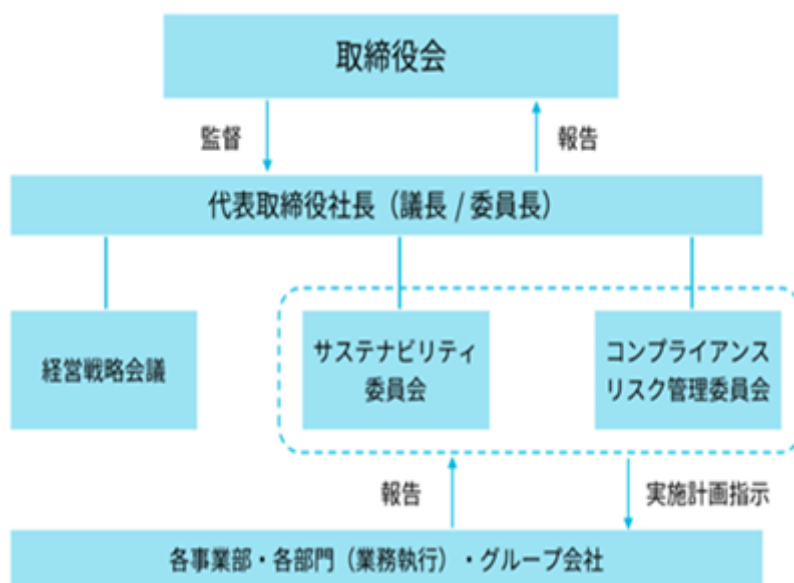 取締役会
監督
報告
代表取締役社長（議長 / 委員長）
経営戦略会議
サステナビリティ
委員会
コンプライアンス
リスク管理委員会
報告
実施計画指示
各事業部・各部門（業務執行）・グループ会社